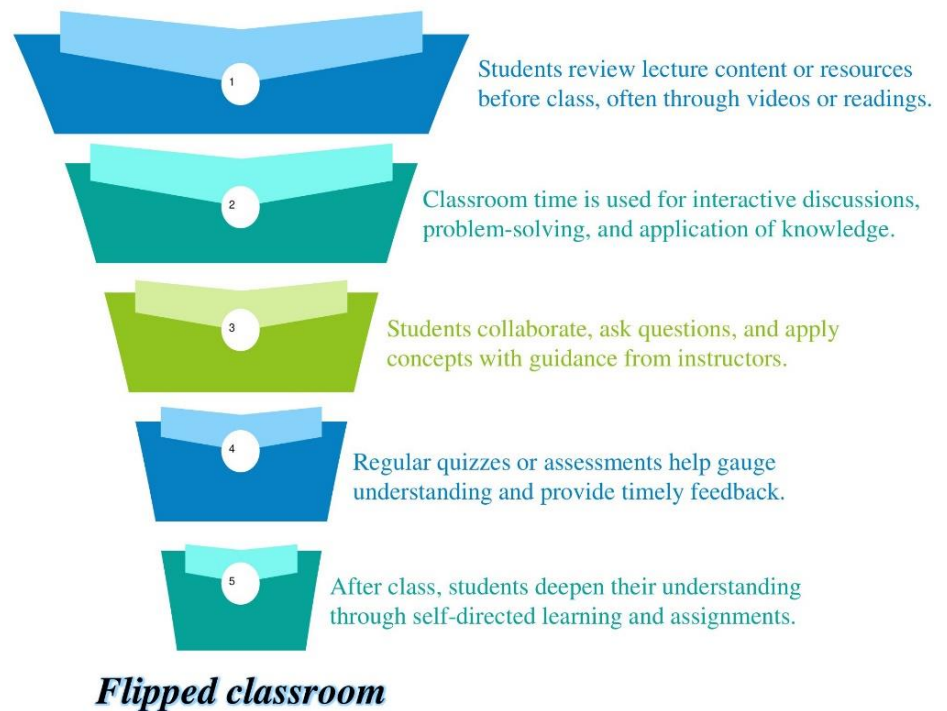 1
Students review lecture content or resources
before class, often through videos or readings.
2
Classroom time is used for interactive discussions,
problem-solving, and application of knowledge.
3
Students collaborate, ask questions, and apply
concepts with guidance from instructors.
4
Regular quizzes or assessments help gauge
understanding and provide timely feedback.
5
After class, students deepen their understanding
through self-directed learning and assignments.
Flipped classroom